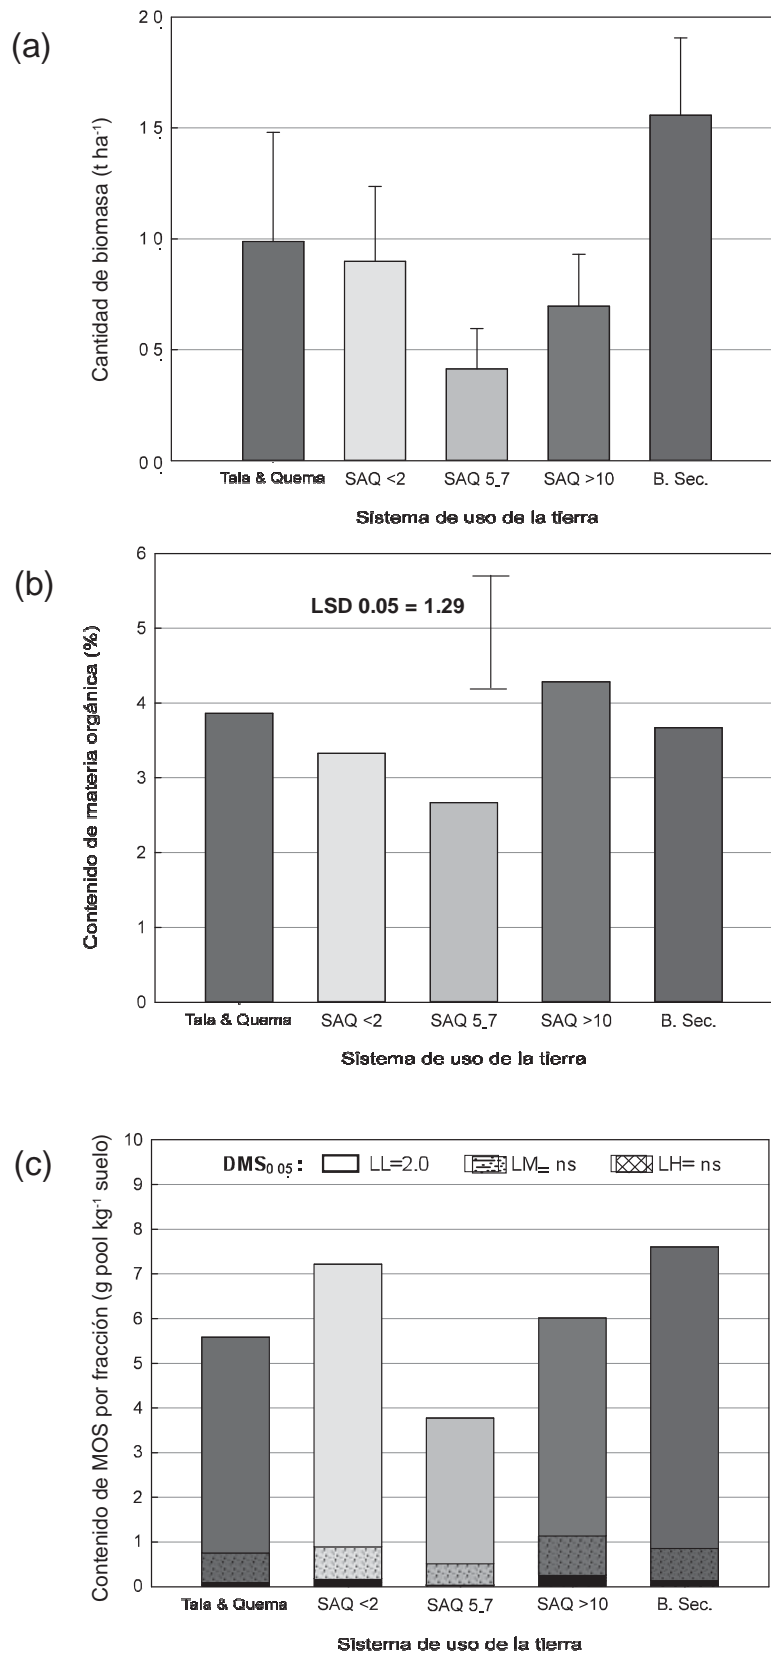 (a)
Cantidad de biomasa (t ha-1)
2.0
1.5
1.0
0.5
0.0
Tala & Quema SAQ <2 SAQ 5_7 SAQ >10 B. Sec.
Sistema de uso de la tierra
(b)
Contenido de materia orgánica (%)
6
5
4
3
2
1
0
LSD 0.05 = 1.29
Tala & Quema SAQ <2 SAQ 5_7 SAQ >10 B. Sec.
Sistema de uso de la tierra
(c)
Contenido de MOS por fracción (g pool kg-1 suelo)
10
9
8
7
6
5
4
3
2
1
0
DMS0.05: LL=2.0 LM= ns LH= ns
Tala & Quema SAQ <2 SAQ 5_7 SAQ >10 B. Sec.
Sistema de uso de la tierra